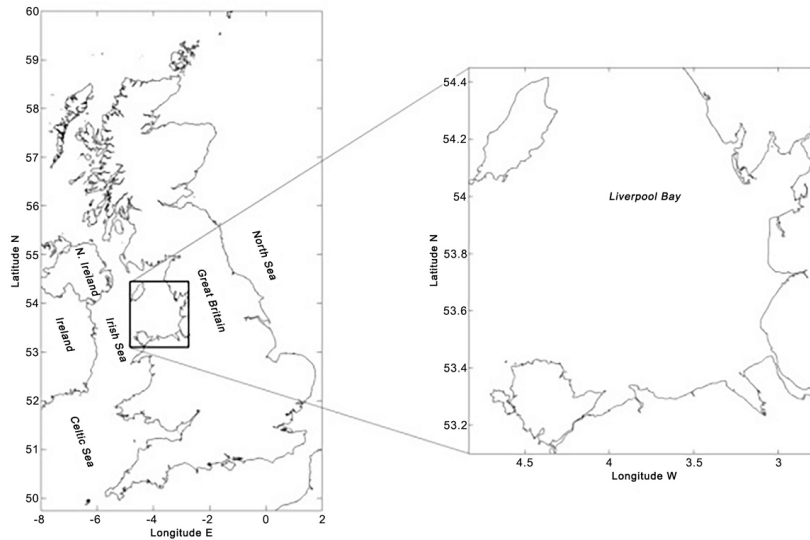 60
59
58
57
56
55
54
53
52
51
50
-8
-6
-4
-2
0
2
Latitude N
Longitude E
N. Ireland
Ireland
Irish Sea
Celtic Sea
Great Britain
North Sea
54.4
54.2
54
53.8
53.6
53.4
53.2
4.5
4
3.5
3
Latitude N
Longitude W
Liverpool Bay